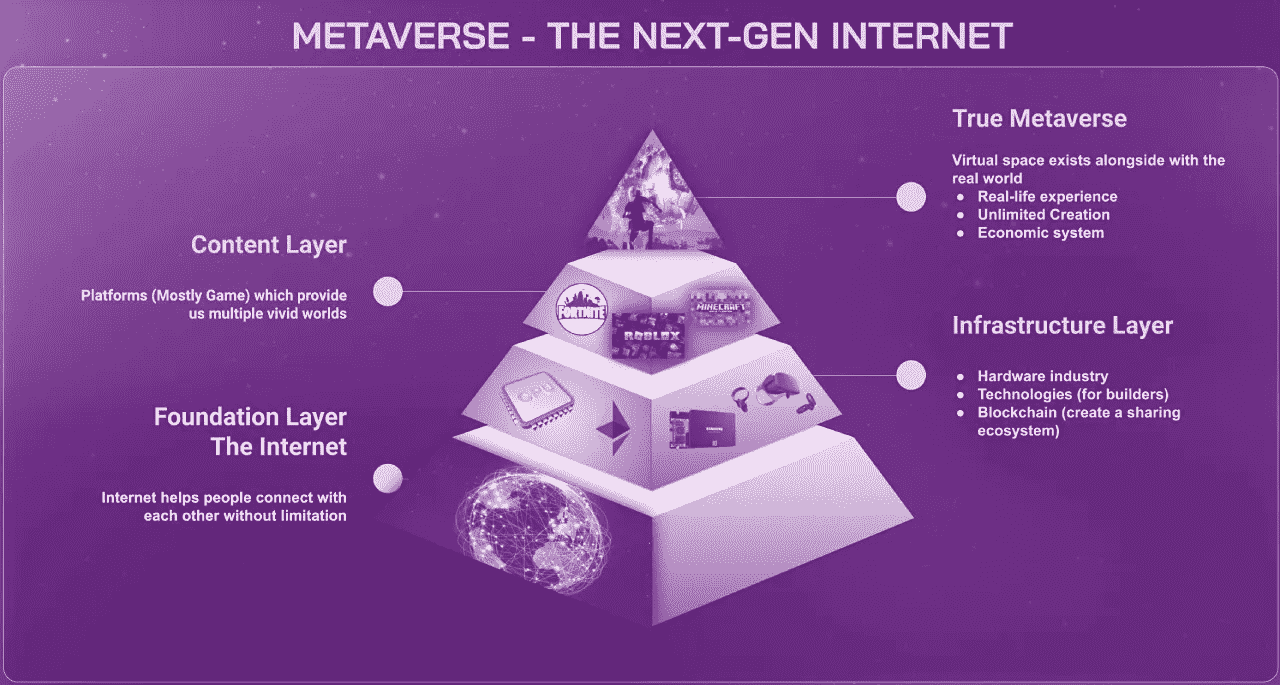 METAVERSE - THE NEXT-GEN INTERNET
True Metaverse
Virtual space exists alongside with the
real world
● Real-life experience
● Unlimited Creation
● Economic system
Content Layer
Platforms (Mostly Game) which provide
us multiple vivid worlds
FORTNITE
MINECRAFT
ROBLOX
Infrastructure Layer
● Hardware industry
● Technologies (for builders)
● Blockchain (create a sharing
ecosystem)
CPU
SAMSUNG
Foundation Layer
The Internet
Internet helps people connect with
each other without limitation